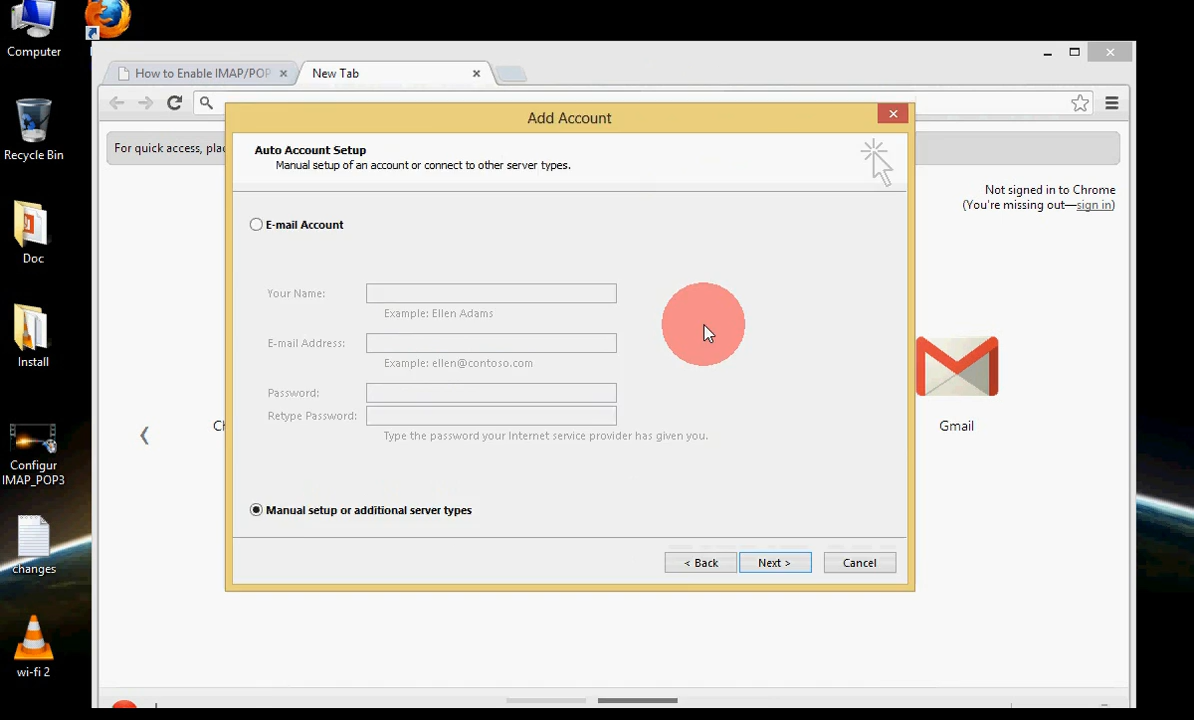 Computer
Recycle Bin
Doc
Install
Configur
IMAP_POP3
changes
wi-fi 2
How to Enable IMAP/POP
New Tab
For quick access, plac
Not signed in to Chrome
(You're missing out—sign in)
Gmail
Add Account
Auto Account Setup
Manual setup of an account or connect to other server types.
E-mail Account
Your Name:
Example: Ellen Adams
E-mail Address:
Example: ellen@contoso.com
Password:
Retype Password:
Type the password your Internet service provider has given you.
Manual setup or additional server types
< Back
Next >
Cancel